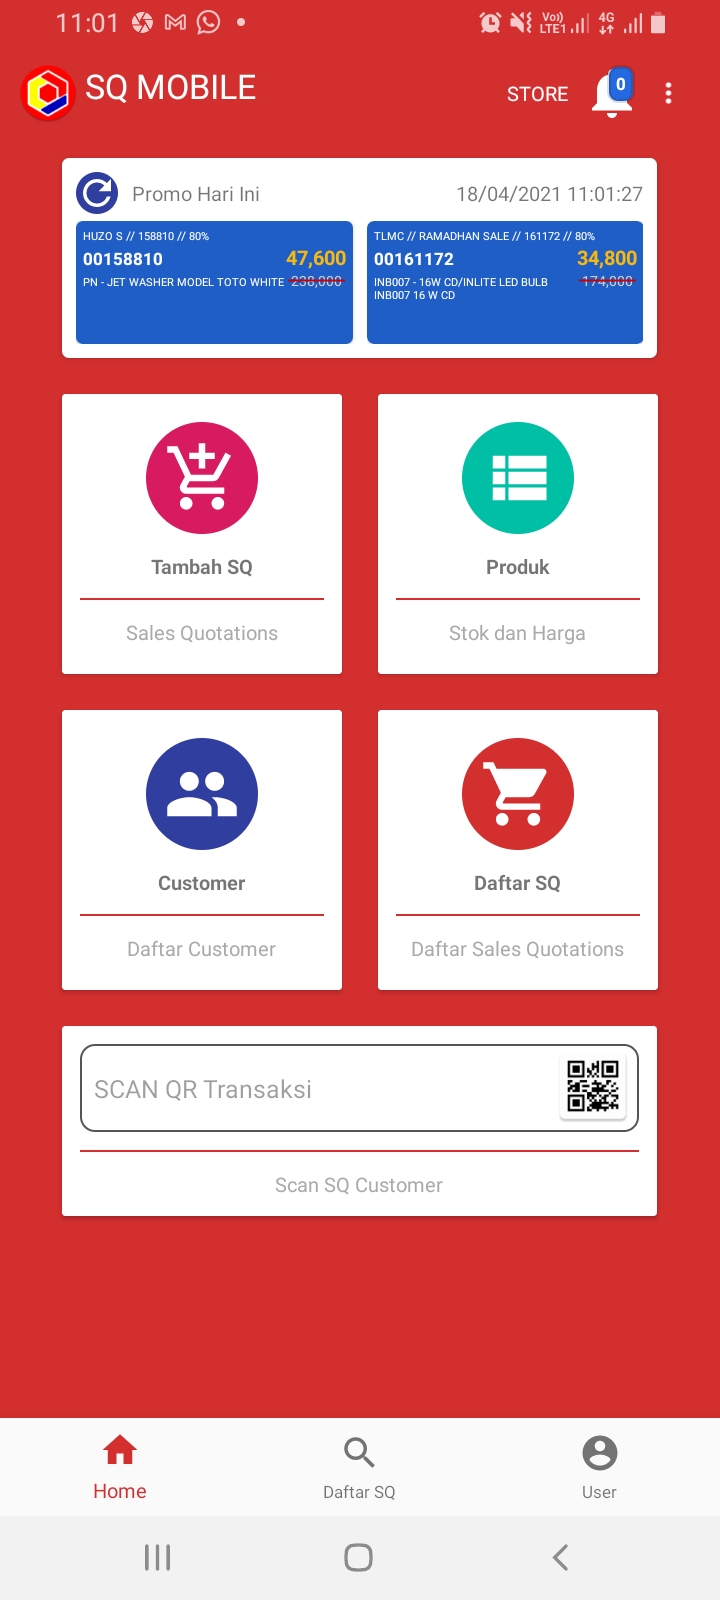 11:01
Vo)) LTE1 4G
SQ MOBILE
STORE
0
Promo Hari Ini
18/04/2021 11:01:27
HUZO S // 158810 // 80%
00158810 47,600
PN - JET WASHER MODEL TOTO WHITE 238,000
TLMC // RAMADHAN SALE // 161172 // 80%
00161172 34,800
INB007 - 16W CD/INLITE LED BULB 174,000
INB007 16 W CD
Tambah SQ
Sales Quotations
Produk
Stok dan Harga
Customer
Daftar Customer
Daftar SQ
Daftar Sales Quotations
SCAN QR Transaksi
Scan SQ Customer
Home
Daftar SQ
User